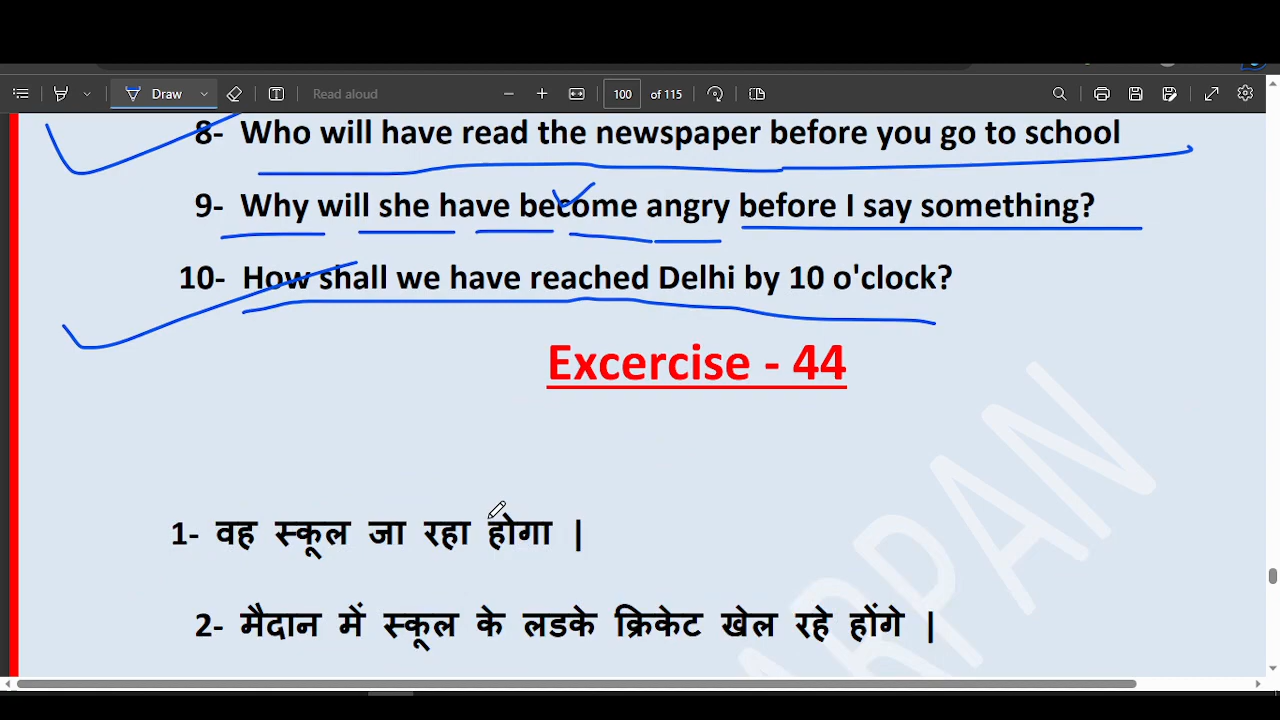 Draw
Read aloud
100 of 115
8- Who will have read the newspaper before you go to school
9- Why will she have become angry before I say something?
10- How shall we have reached Delhi by 10 o'clock?
Excercise - 44
1- वह स्कूल जा रहा होगा |
2- मैदान में स्कूल के लडके क्रिकेट खेल रहे होंगे |
ARPAN